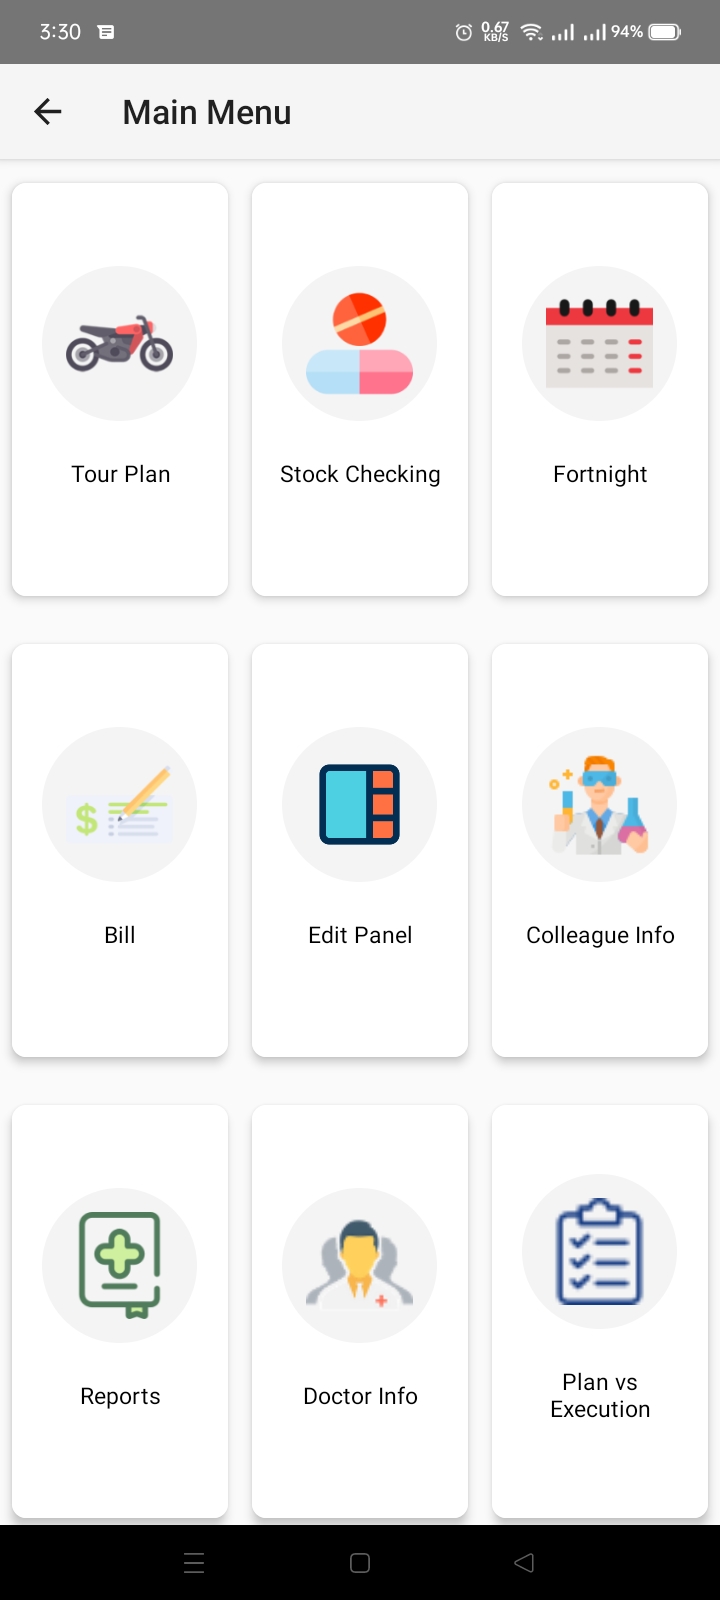 3:30
0.67
KB/S
94%
Main Menu
Tour Plan
Stock Checking
Fortnight
$
Bill
Edit Panel
Colleague Info
Reports
Doctor Info
Plan vs
Execution